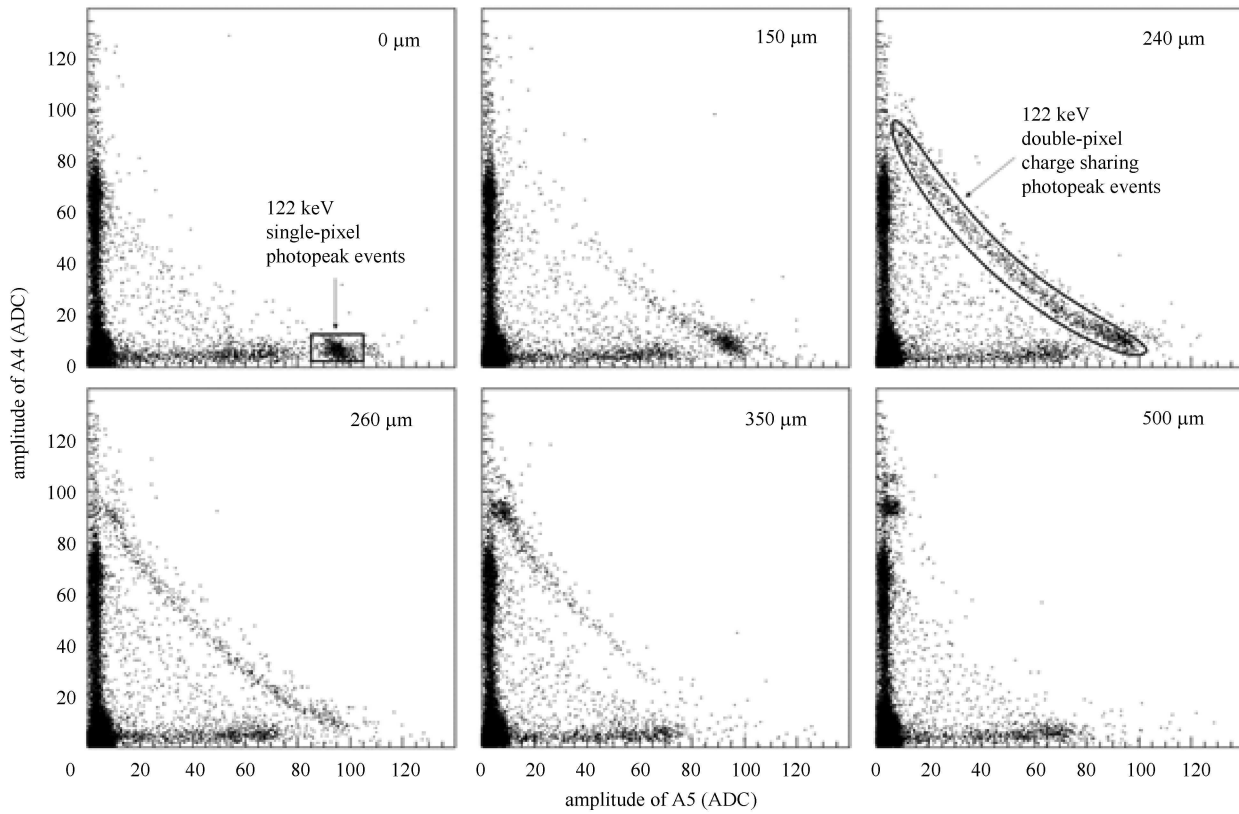 0 μm
150 μm
240 μm
122 keV
single-pixel
photopeak events
122 keV
double-pixel
charge sharing
photopeak events
120
100
80
60
40
20
0
260 μm
350 μm
500 μm
120
100
80
60
40
20
0 20 40 60 80 100 120
0 20 40 60 80 100 120
0 20 40 60 80 100 120
amplitude of A4 (ADC)
amplitude of A5 (ADC)